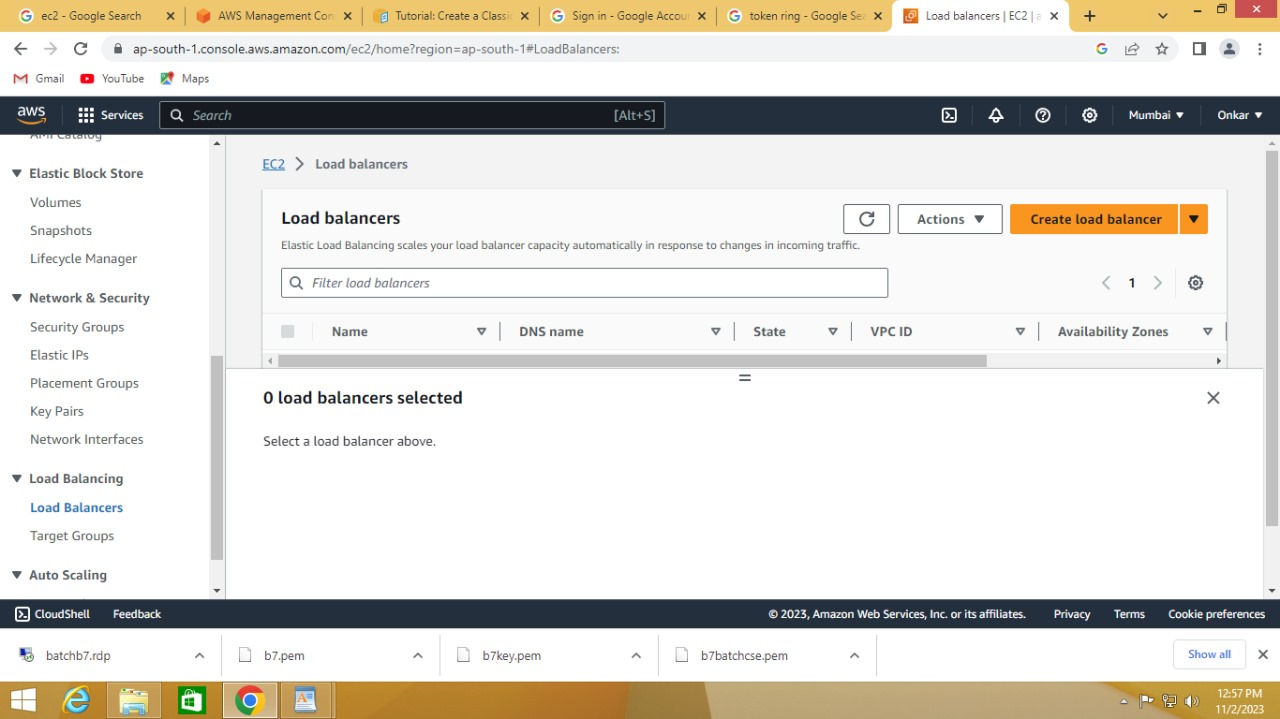 ec2 - Google Search
AWS Management Con
Tutorial: Create a Classic
Sign in - Google Accou
token ring - Google Se
Load balancers | EC2 | a
ap-south-1.console.aws.amazon.com/ec2/home?region=ap-south-1#LoadBalancers:
Gmail
YouTube
Maps
aws
Services
Search
[Alt+S]
Mumbai
Onkar
AMI Catalog
Elastic Block Store
Volumes
Snapshots
Lifecycle Manager
Network & Security
Security Groups
Elastic IPs
Placement Groups
Key Pairs
Network Interfaces
Load Balancing
Load Balancers
Target Groups
Auto Scaling
EC2 > Load balancers
Load balancers
Actions
Create load balancer
Elastic Load Balancing scales your load balancer capacity automatically in response to changes in incoming traffic.
Filter load balancers
1
Name
DNS name
State
VPC ID
Availability Zones
0 load balancers selected
Select a load balancer above.
CloudShell
Feedback
© 2023, Amazon Web Services, Inc. or its affiliates.
Privacy
Terms
Cookie preferences
batchb7.rdp
b7.pem
b7key.pem
b7batchcse.pem
Show all
12:57 PM
11/2/2023